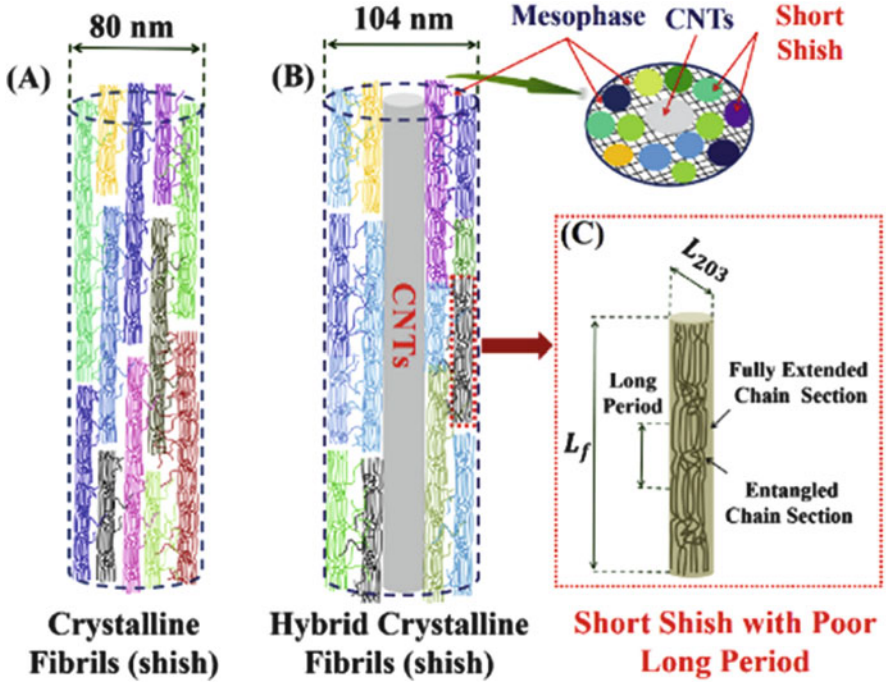 80 nm
104 nm
Mesophase
CNTs
Short
Shish
(A)
(B)
CNTs
(C)
L₂₀₃
Long
Period
L_f
Fully Extended
Chain Section
Entangled
Chain Section
Crystalline
Fibrils (shish)
Hybrid Crystalline
Fibrils (shish)
Short Shish with Poor
Long Period